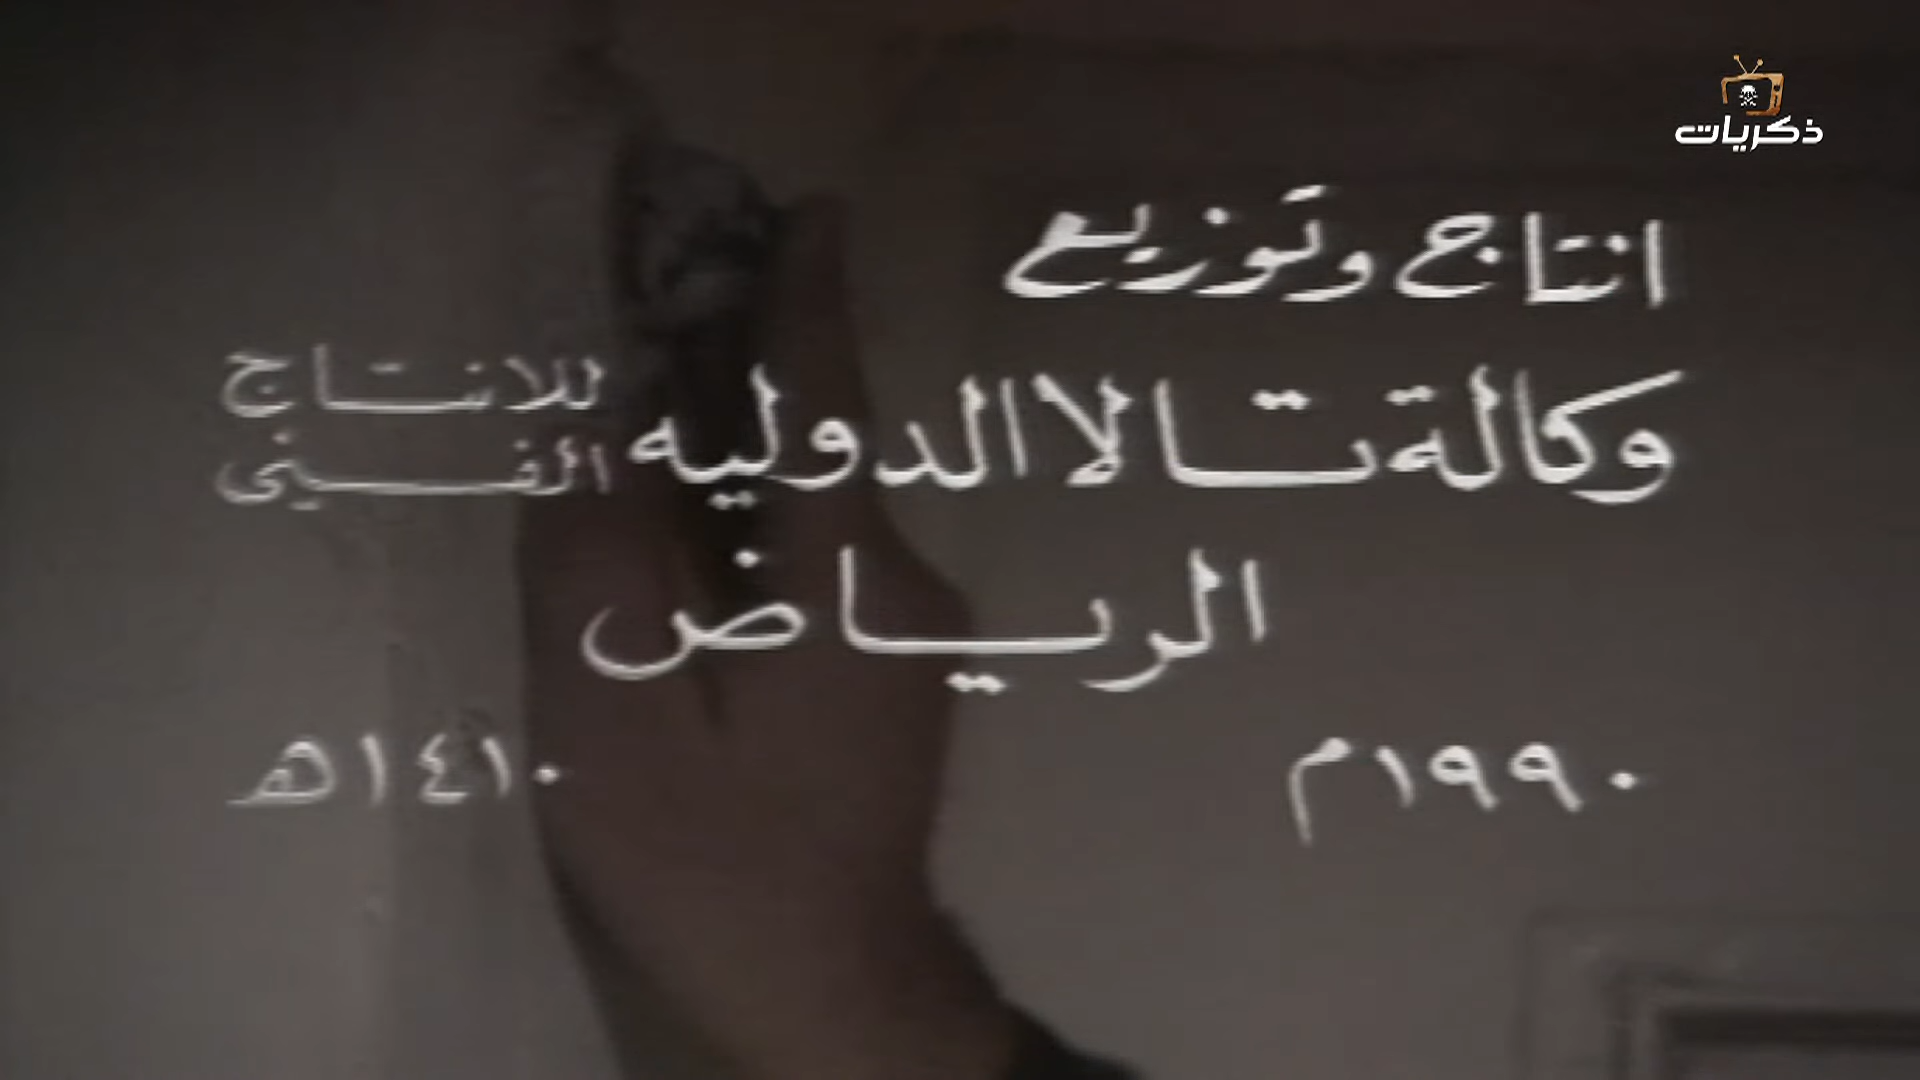 ذكريات
انتاج وتوزيع
وكالة تالا الدوليه للانتاج الفني
الرياض
١٩٩٠م ١٤١٠هـ